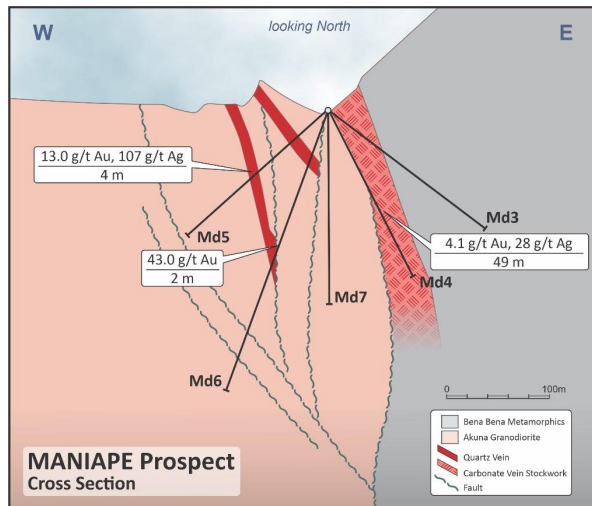 W
looking North
E
13.0 g/t Au, 107 g/t Ag
4 m
Md3
Md5
4.1 g/t Au, 28 g/t Ag
49 m
43.0 g/t Au
2 m
Md4
Md7
Md6
0
100m
Bena Bena Metamorphics
Akuna Granodiorite
Quartz Vein
Carbonate Vein Stockwork
Fault
MANIAPE Prospect
Cross Section